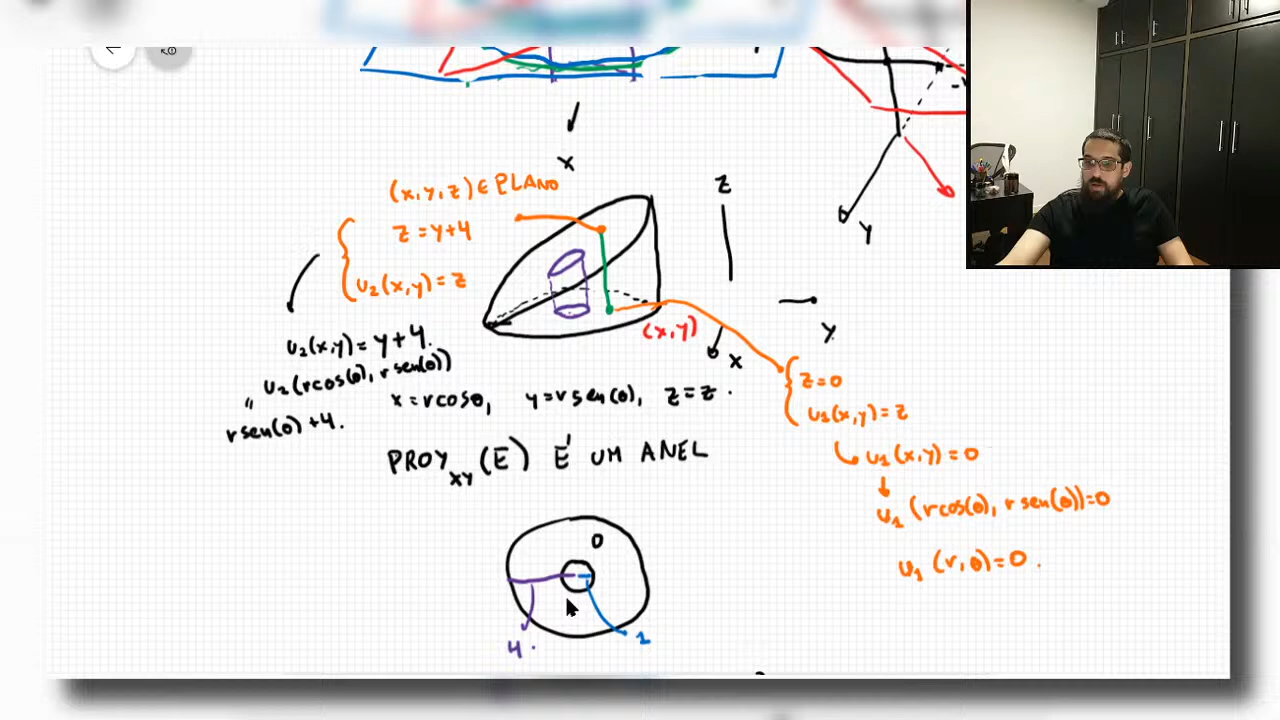 x
y
(x,y,z) ∈ PLANO
z = y+4
u₂(x,y) = z
z
y
x
(x,y)
u₂(x,y) = y+4.
u₂(rcos(θ), rsen(θ))
"
rsen(θ)+4.
x = rcosθ, y = rsen(θ), z = z.
z = 0
u₁(x,y) = z
u₁(x,y) = 0
u₁(rcos(θ), rsen(θ)) = 0
u₁(r,θ) = 0.
PROY_XY (E) E' UM ANEL
0
4.
1